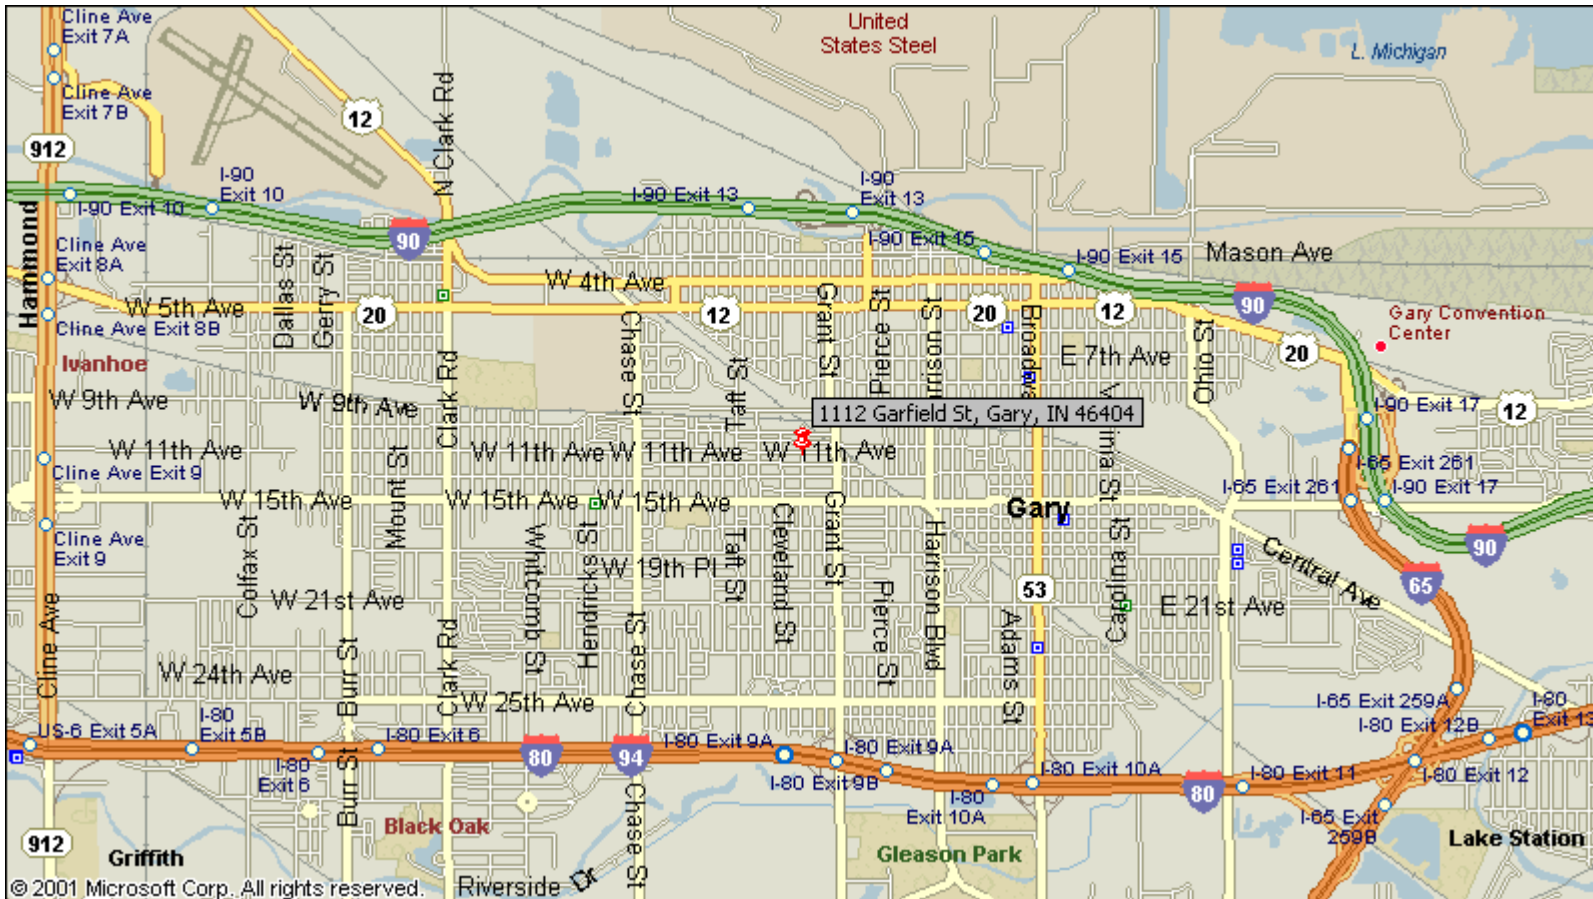 Cline Ave
Exit 7A
United
States Steel
L. Michigan
Cline Ave
Exit 7B
12
N Clark Rd
912
I-90
Exit 10
I-90 Exit 10
I-90 Exit 13
I-90
Exit 13
Hammond
90
I-90 Exit 15
I-90 Exit 15
Mason Ave
Cline Ave
Exit 8A
Dallas St
Gerry St
W 4th Ave
W 5th Ave
20
12
20
12
90
Cline Ave Exit 8B
Grant St
Pierce St
Broadway
Ohio St
Gary Convention
Center
Ivanhoe
Chase St
E 7th Ave
20
Taft St
W 9th Ave
W 9th Ave
Clark Rd
1112 Garfield St, Gary, IN 46404
I-90 Exit 17
12
W 11th Ave
W 11th Ave
W 11th Ave
W 11th Ave
Cline Ave Exit 9
Mount St
Virginia St
I-65 Exit 261
I-65 Exit 261
I-90 Exit 17
W 15th Ave
W 15th Ave
W 15th Ave
Gary
Cline Ave
Exit 9
Colfax St
Whitcomb St
Hendricks St
Taft St
Cleveland St
Grant St
Harrison Blvd
Carolina St
Central Ave
90
W 19th Pl
65
53
W 21st Ave
E 21st Ave
Pierce St
Adams St
Cline Ave
Burr St
Clark Rd
Chase St
W 24th Ave
W 25th Ave
I-65 Exit 259A
I-80
Exit 13
US-6 Exit 5A
I-80
Exit 5B
I-80 Exit 6
I-80
Exit 6
80
94
I-80 Exit 9A
I-80 Exit 9A
I-80 Exit 9B
I-80
Exit 10A
I-80 Exit 10A
80
I-80 Exit 11
I-80 Exit 12B
I-80 Exit 12
I-65 Exit
259B
Burr St
Chase St
Black Oak
912
Griffith
Gleason Park
Lake Station
Riverside Dr
© 2001 Microsoft Corp. All rights reserved.